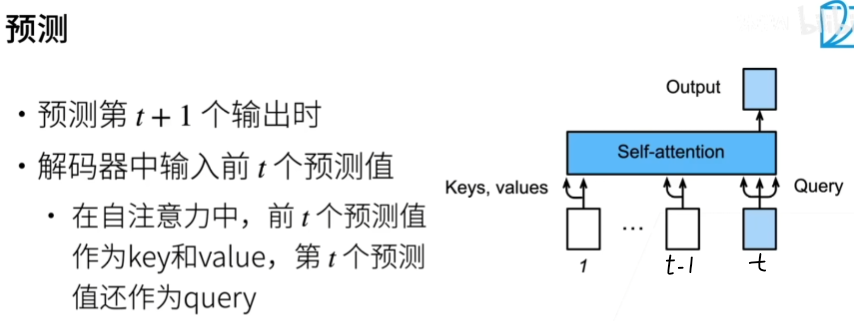 预测
• 预测第 t + 1 个输出时
• 解码器中输入前 t 个预测值
• 在自注意力中，前 t 个预测值
作为key和value，第 t 个预测
值还作为query
Output
Self-attention
Keys, values
Query
...
1
t-1
t